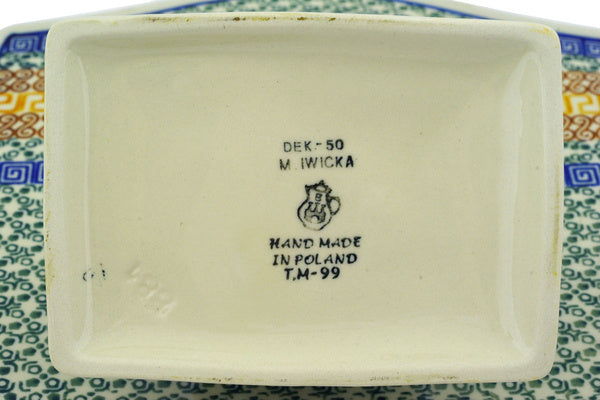 DEK.-50
M. IWICKA
HAND MADE
IN POLAND
T.M-99